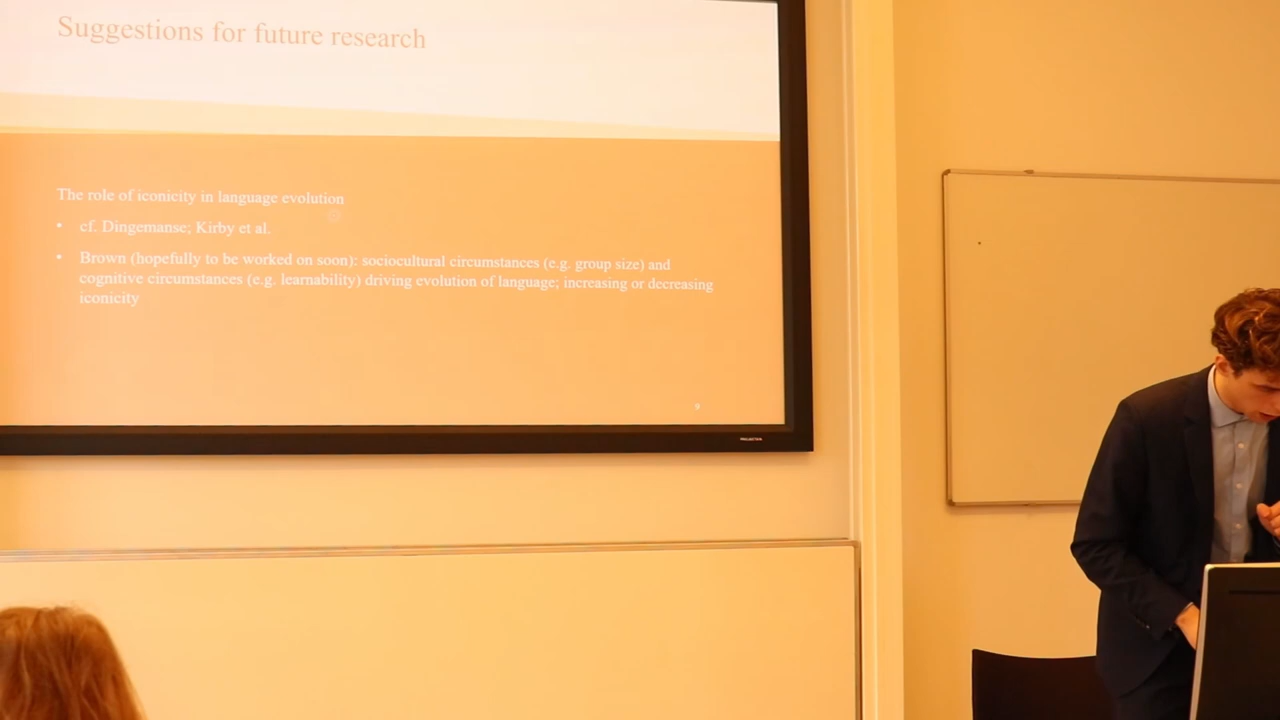 Suggestions for future research
The role of iconicity in language evolution
• cf. Dingemanse; Kirby et al.
• Brown (hopefully to be worked on soon): sociocultural circumstances (e.g. group size) and
cognitive circumstances (e.g. learnability) driving evolution of language; increasing or decreasing
iconicity
9